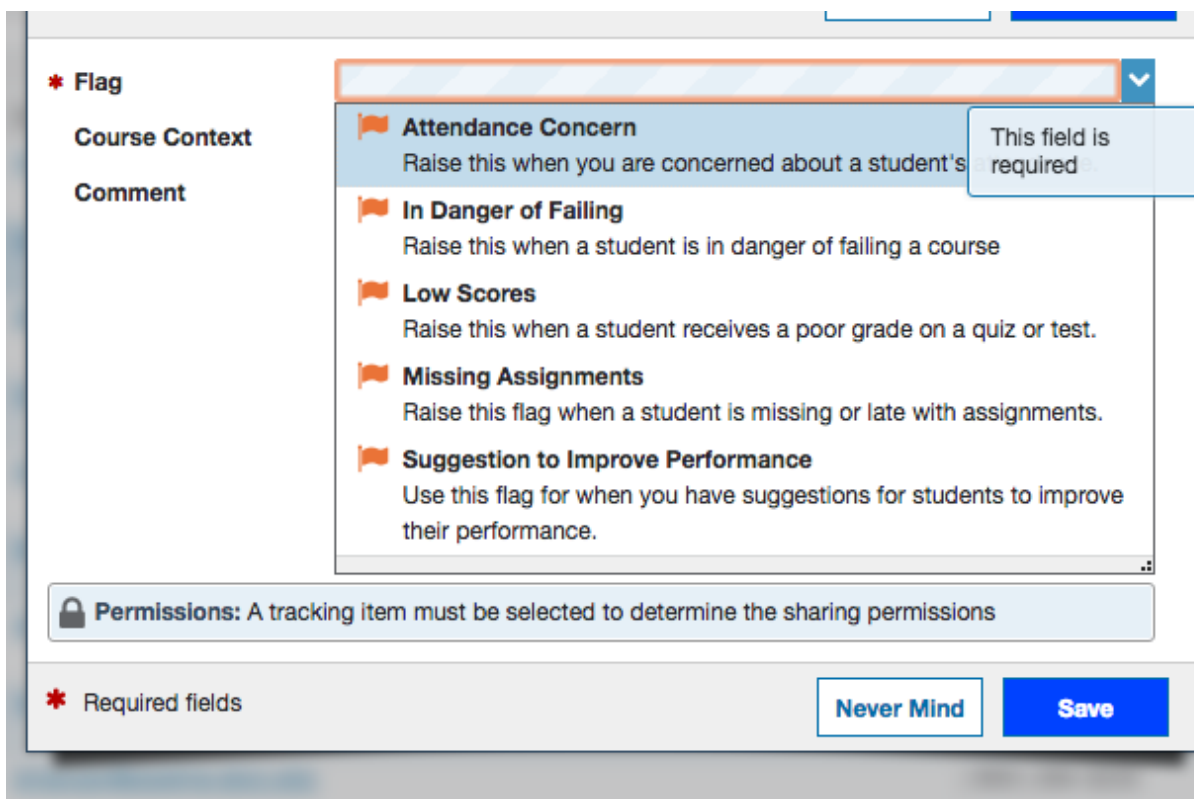 * Flag
Attendance Concern
This field is
Course Context
Raise this when you are concerned about a student's
required
Comment
In Danger of Failing
Raise this when a student is in danger of failing a course
Low Scores
Raise this when a student receives a poor grade on a quiz or test.
Missing Assignments
Raise this flag when a student is missing or late with assignments.
Suggestion to Improve Performance
Use this flag for when you have suggestions for students to improve
their performance.
Permissions: A tracking item must be selected to determine the sharing permissions
* Required fields
Never Mind
Save